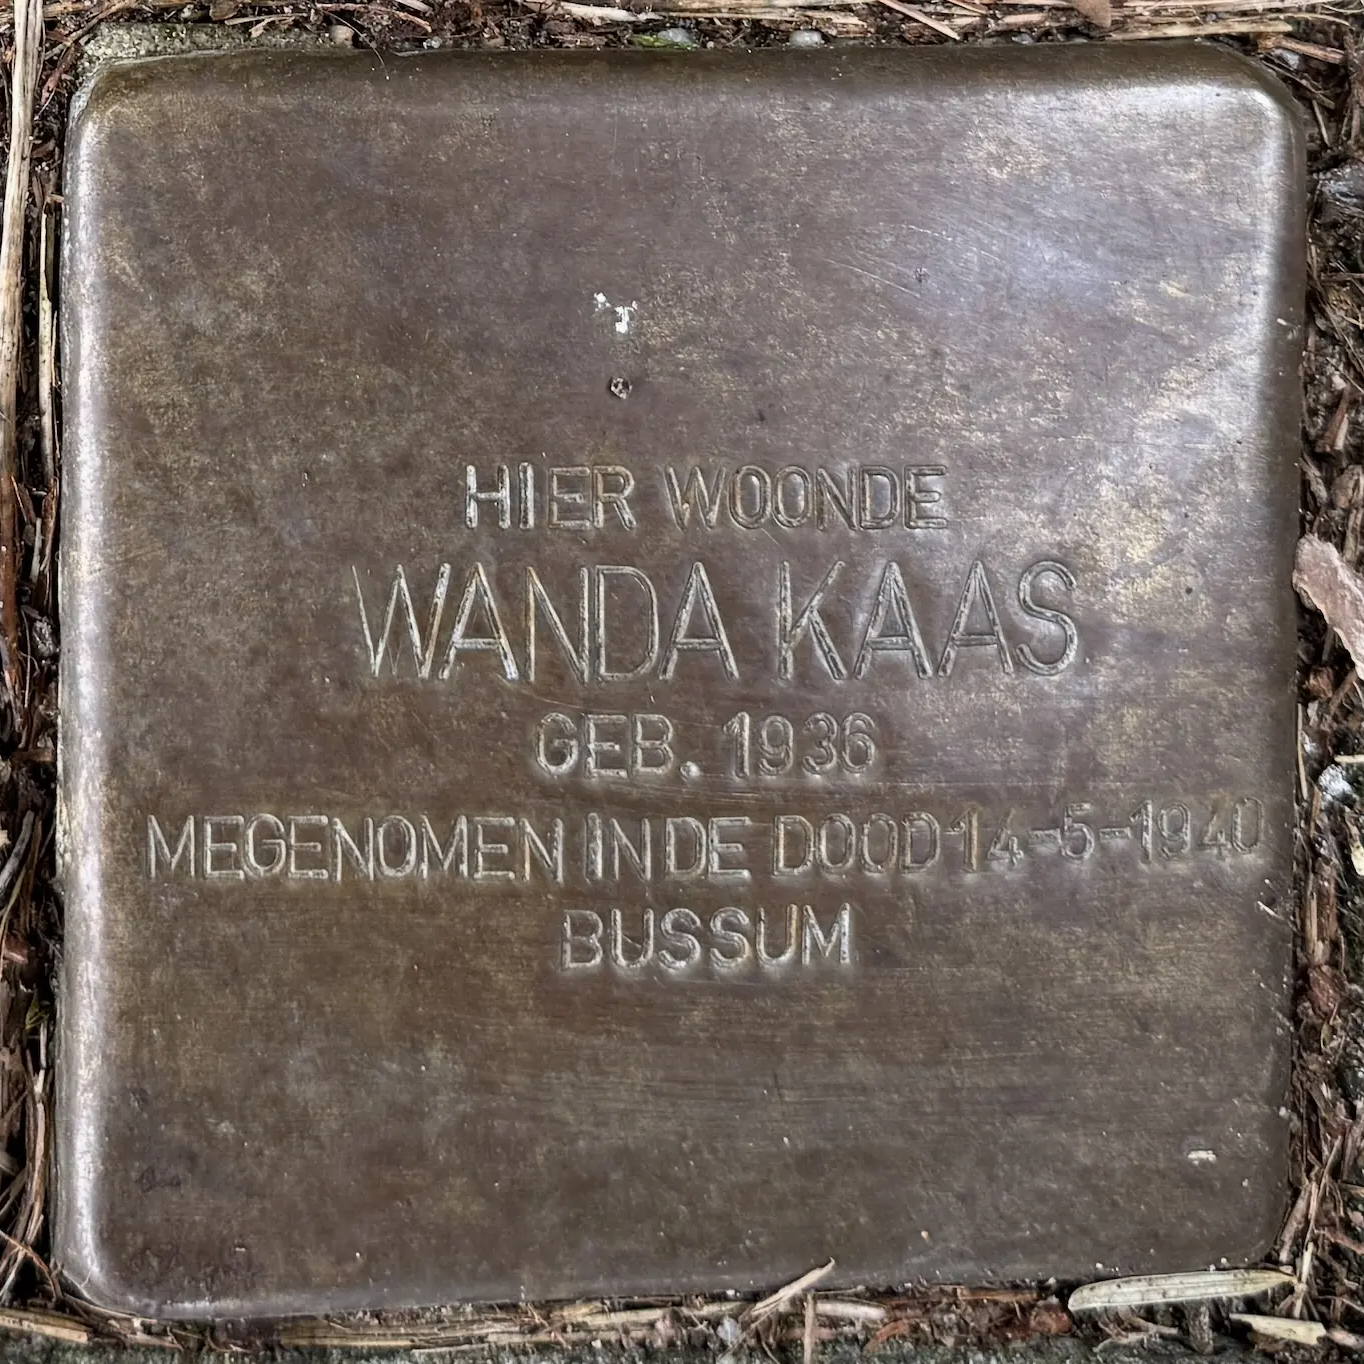 HIER WOONDE
WANDA KAAS
GEB. 1936
MEGENOMEN IN DE DOOD 14-5-1940
BUSSUM